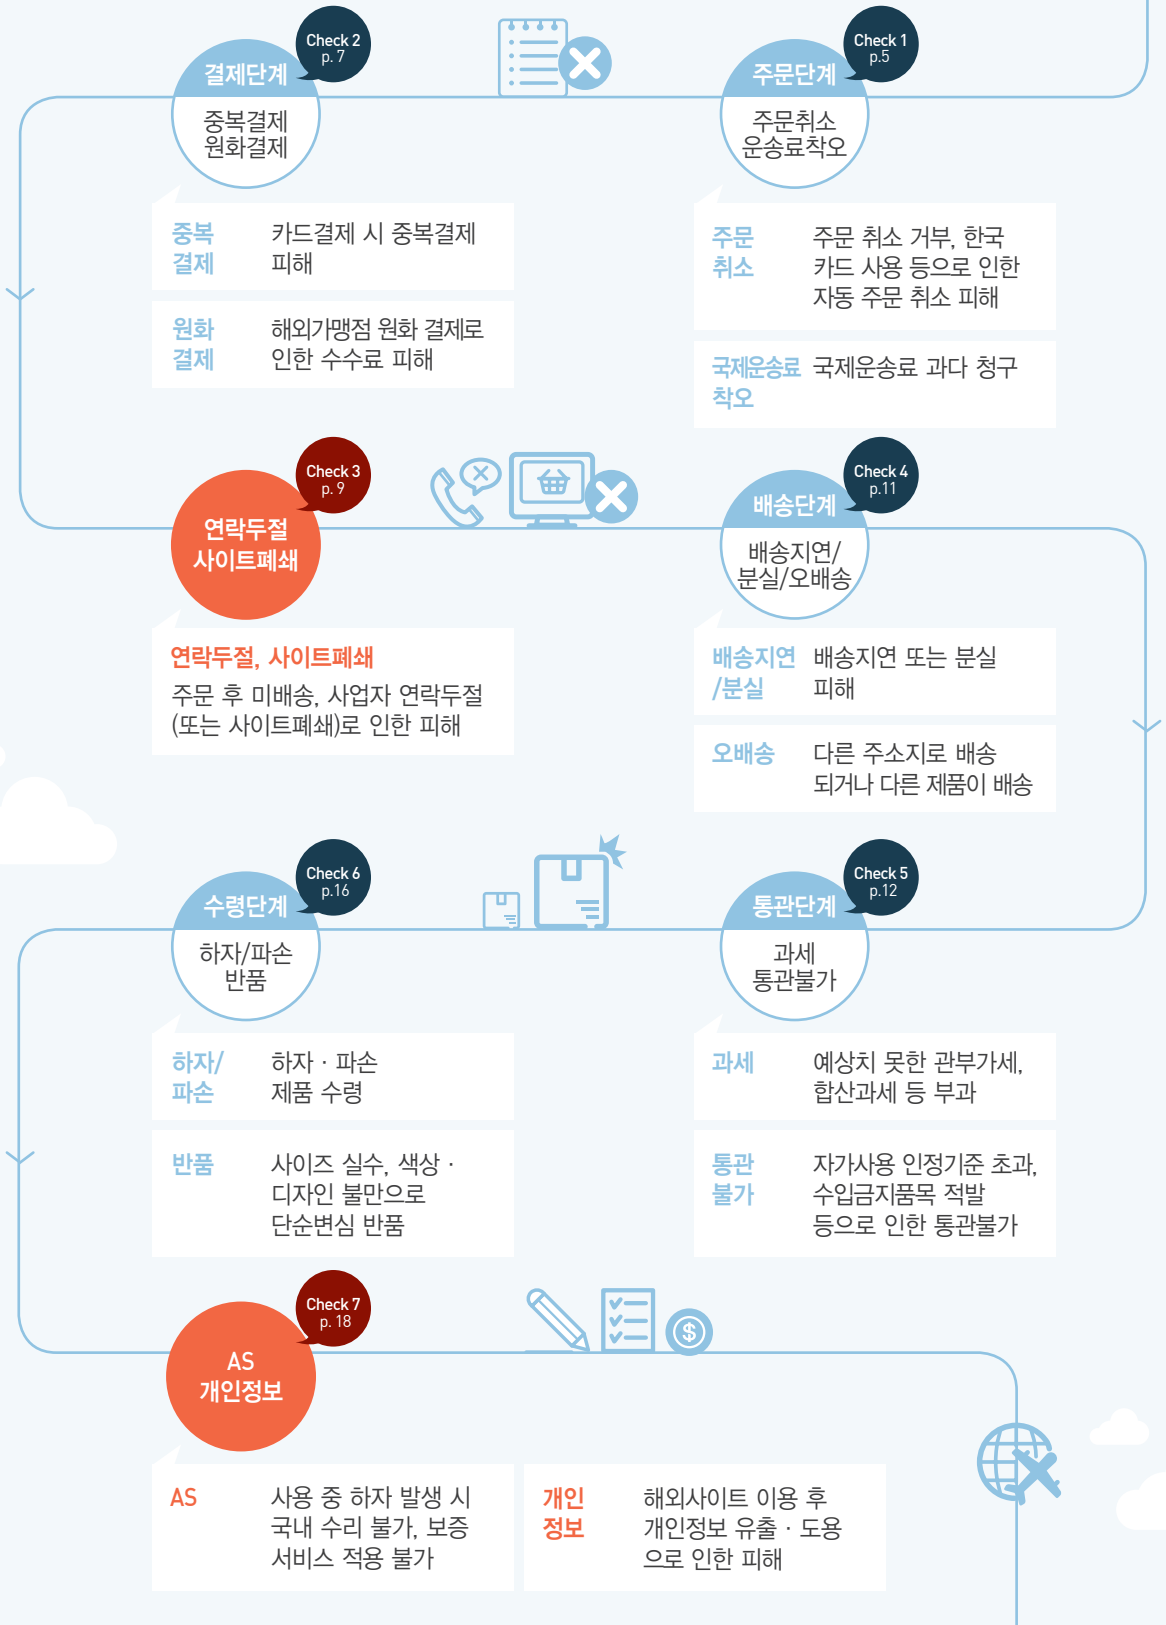 Check 1
p.5
주문단계
주문취소
운송료착오
주문
취소
주문 취소 거부, 한국
카드 사용 등으로 인한
자동 주문 취소 피해
국제운송료
착오
국제운송료 과다 청구
Check 2
p. 7
결제단계
중복결제
원화결제
중복
결제
카드결제 시 중복결제
피해
원화
결제
해외가맹점 원화 결제로
인한 수수료 피해
Check 3
p. 9
연락두절
사이트폐쇄
연락두절, 사이트폐쇄
주문 후 미배송, 사업자 연락두절
(또는 사이트폐쇄)로 인한 피해
Check 4
p.11
배송단계
배송지연/
분실/오배송
배송지연
/분실
배송지연 또는 분실
피해
오배송
다른 주소지로 배송
되거나 다른 제품이 배송
Check 5
p.12
통관단계
과세
통관불가
과세
예상치 못한 관부가세,
합산과세 등 부과
통관
불가
자가사용 인정기준 초과,
수입금지품목 적발
등으로 인한 통관불가
Check 6
p.16
수령단계
하자/파손
반품
하자/
파손
하자 · 파손
제품 수령
반품
사이즈 실수, 색상 ·
디자인 불만으로
단순변심 반품
Check 7
p. 18
AS
개인정보
AS
사용 중 하자 발생 시
국내 수리 불가, 보증
서비스 적용 불가
개인
정보
해외사이트 이용 후
개인정보 유출 · 도용
으로 인한 피해
$